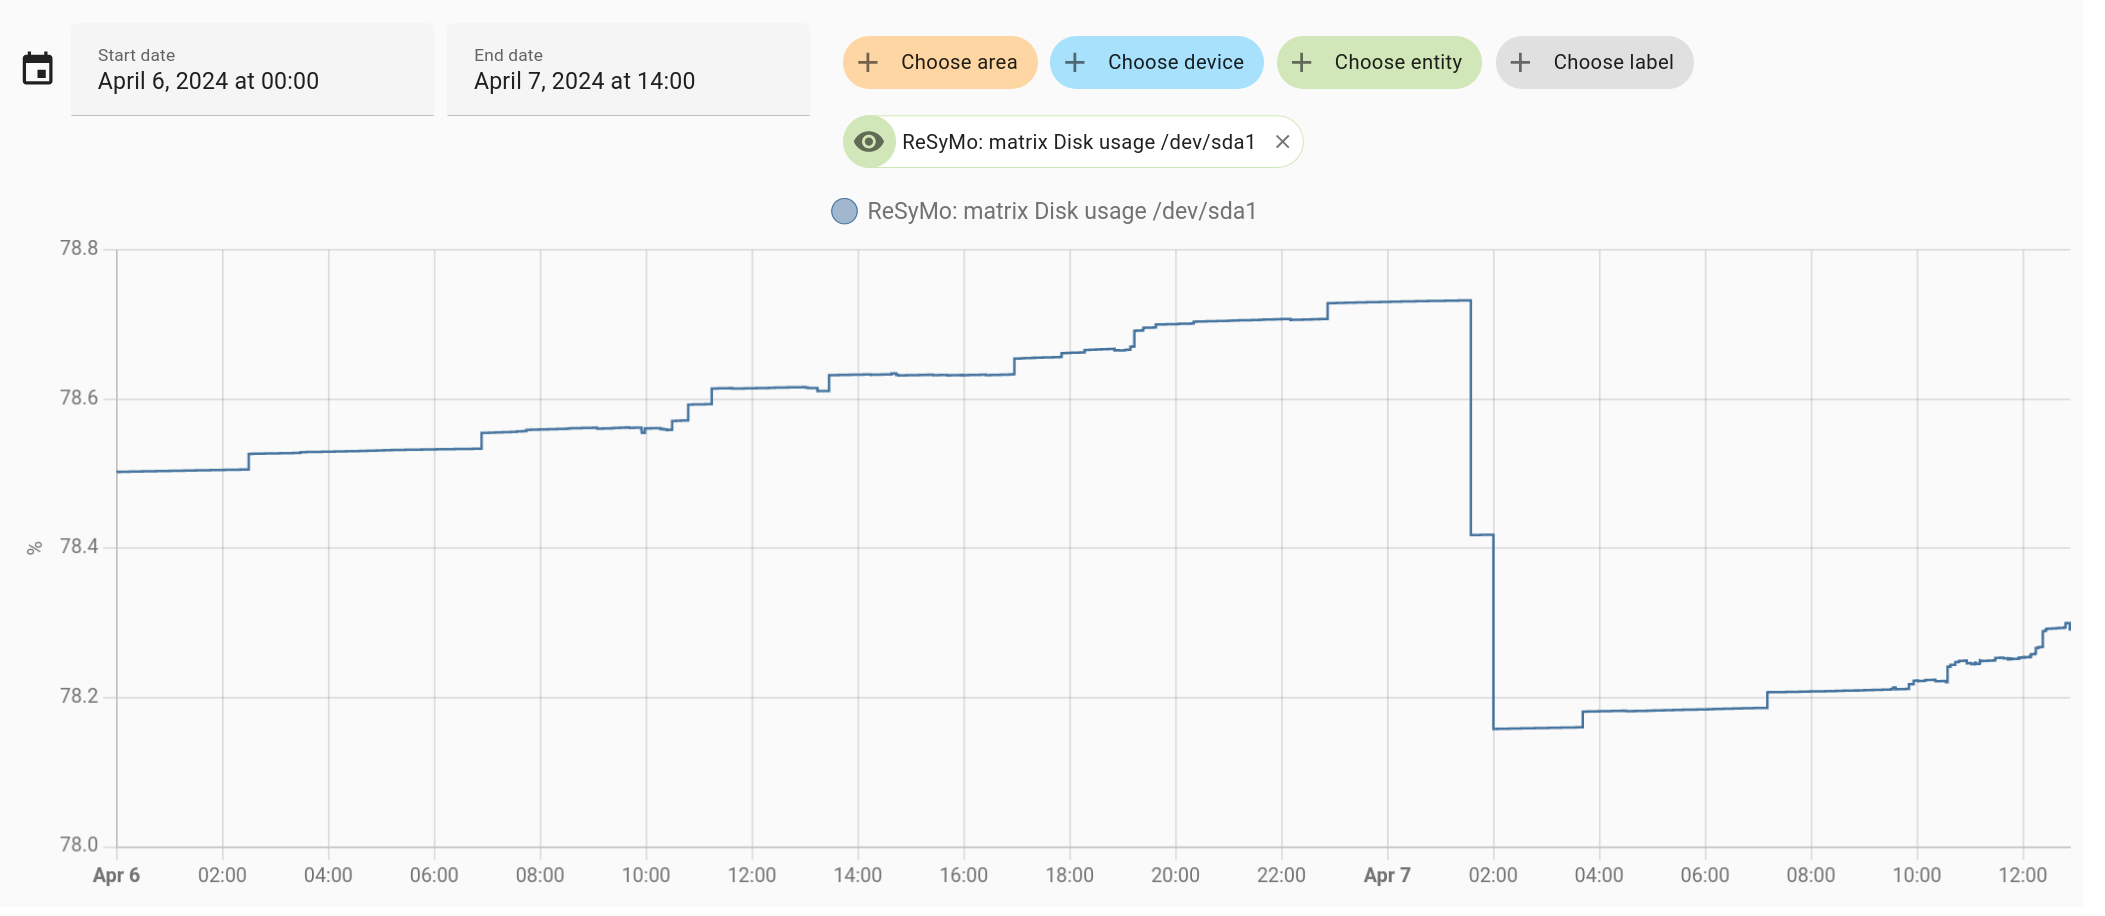 Start date
April 6, 2024 at 00:00
End date
April 7, 2024 at 14:00
Choose area
Choose device
Choose entity
Choose label
ReSyMo: matrix Disk usage /dev/sda1
ReSyMo: matrix Disk usage /dev/sda1
%
78.8
78.6
78.4
78.2
78.0
Apr 6 02:00 04:00 06:00 08:00 10:00 12:00 14:00 16:00 18:00 20:00 22:00 Apr 7 02:00 04:00 06:00 08:00 10:00 12:00